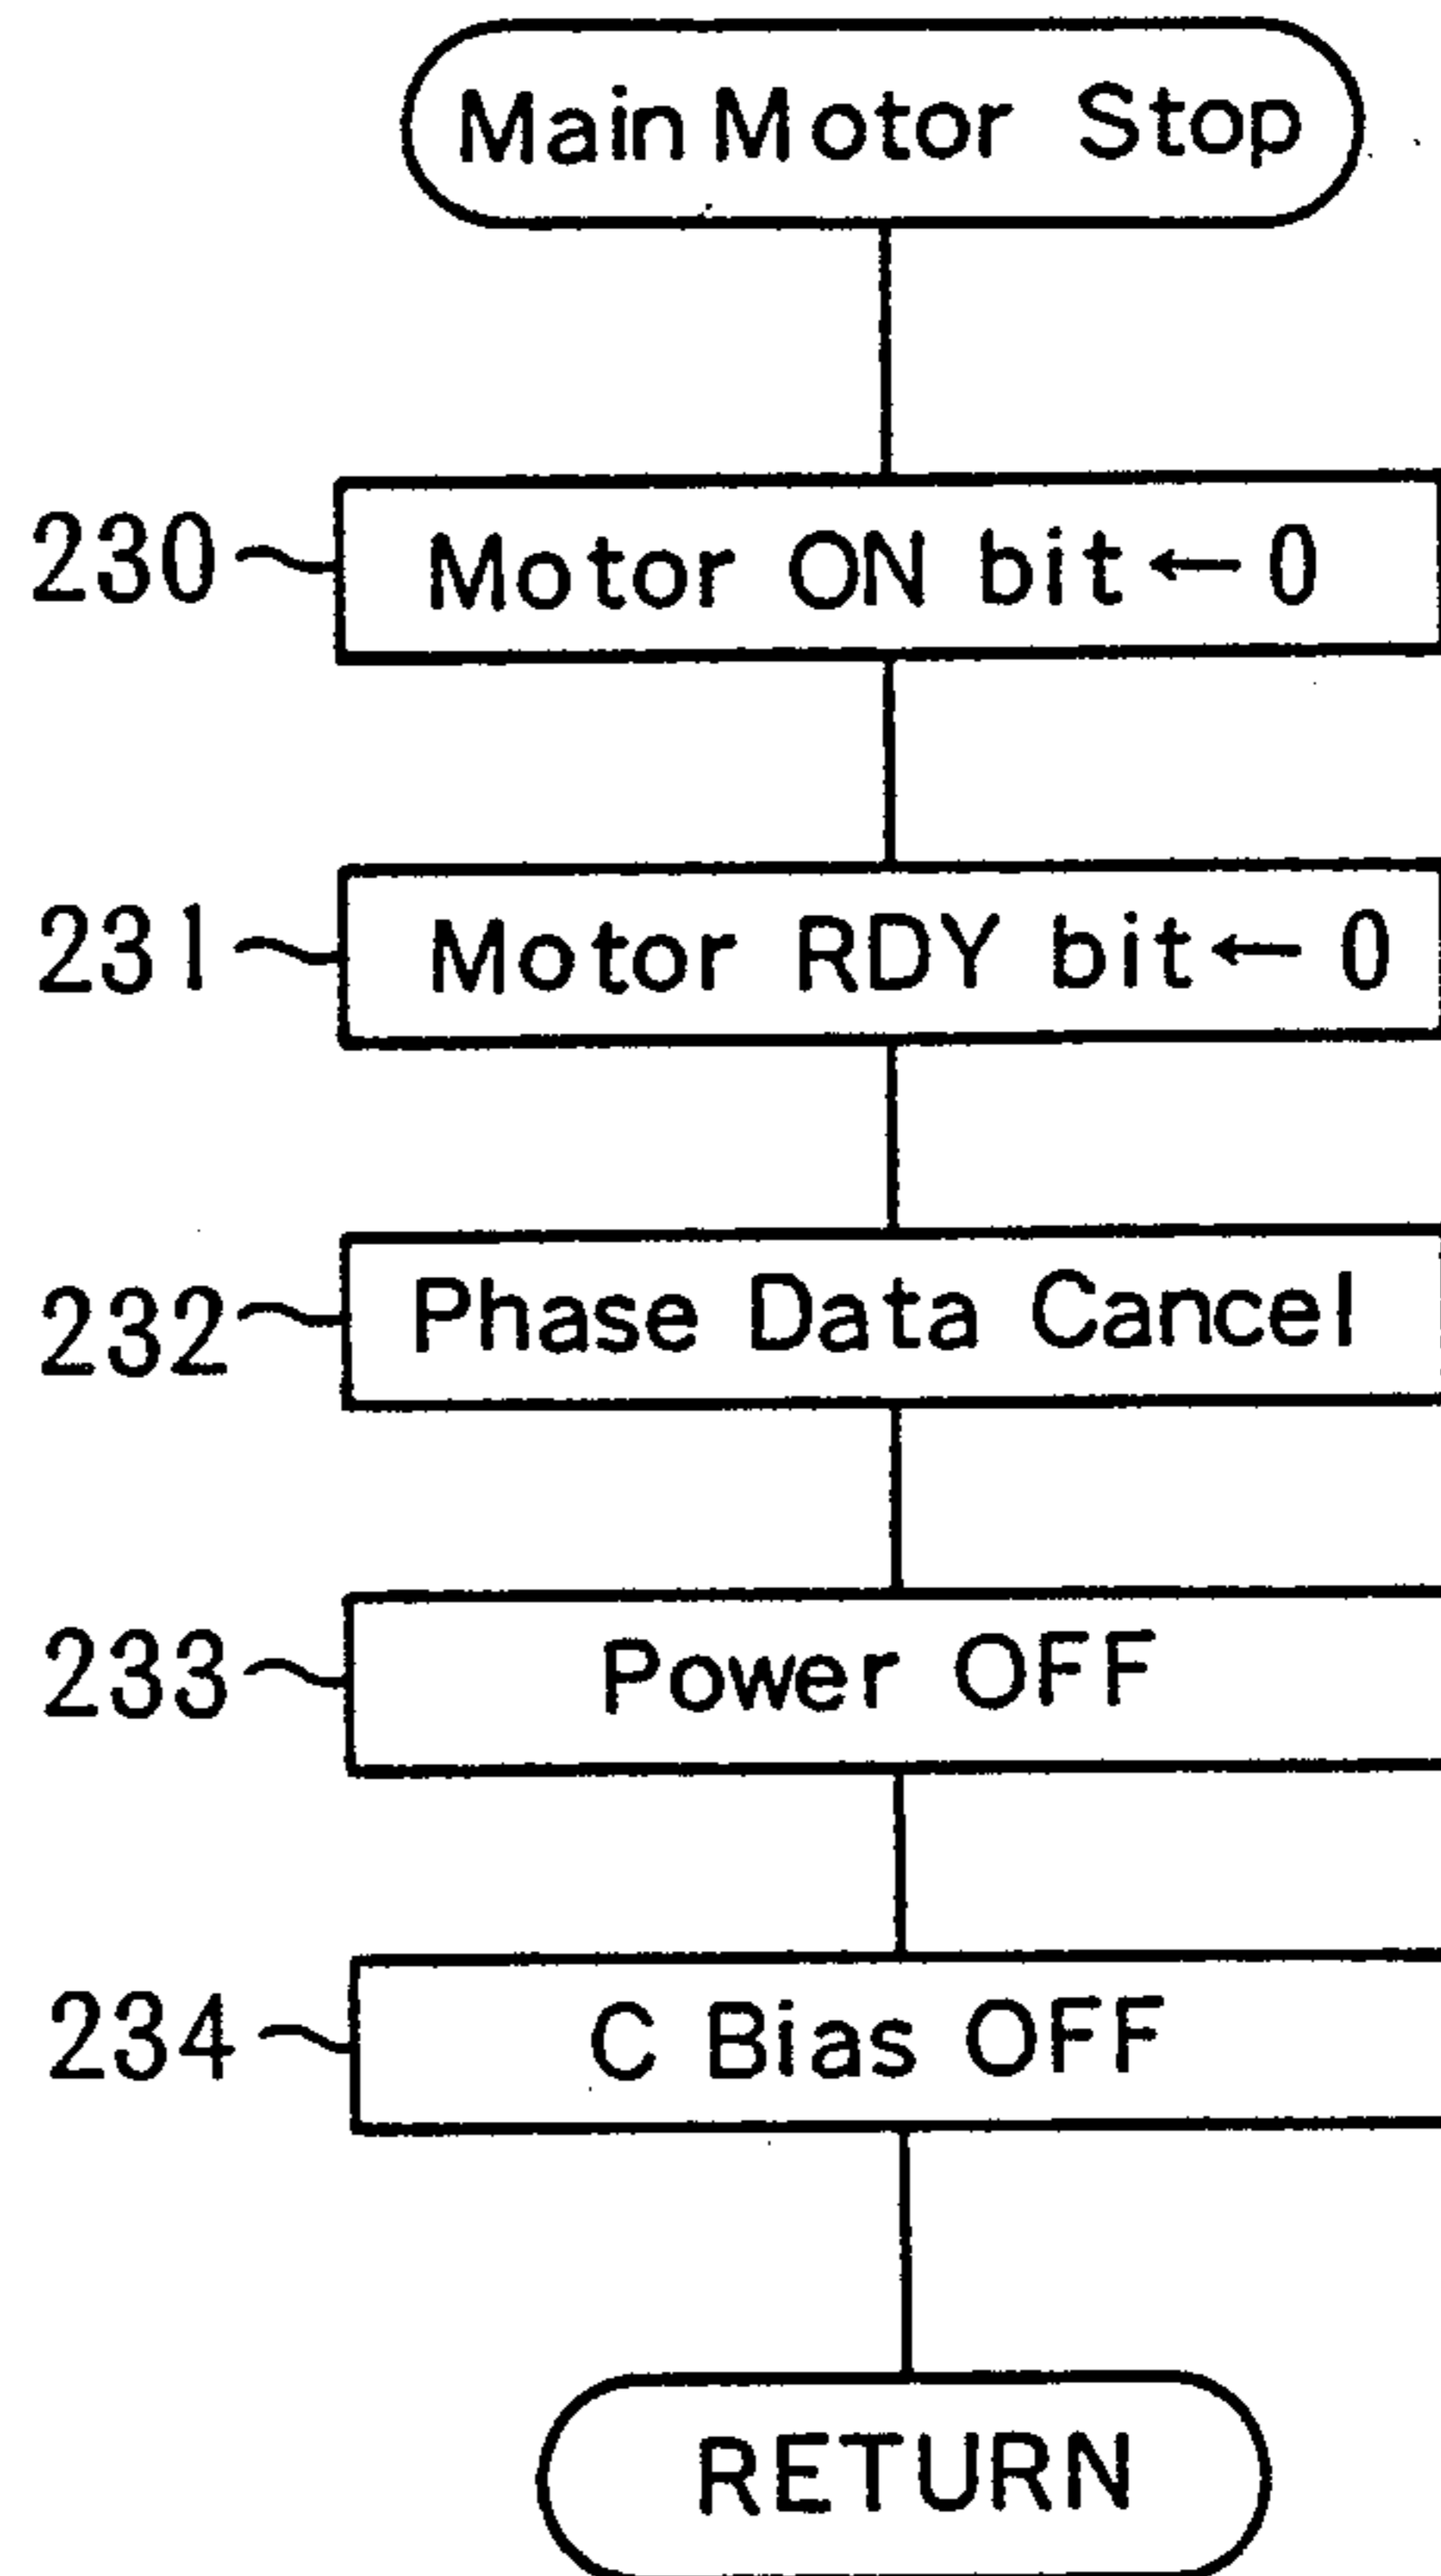 Main Motor Stop
230 Motor ON bit ← 0
231 Motor RDY bit ← 0
232 Phase Data Cancel
233 Power OFF
234 C Bias OFF
RETURN